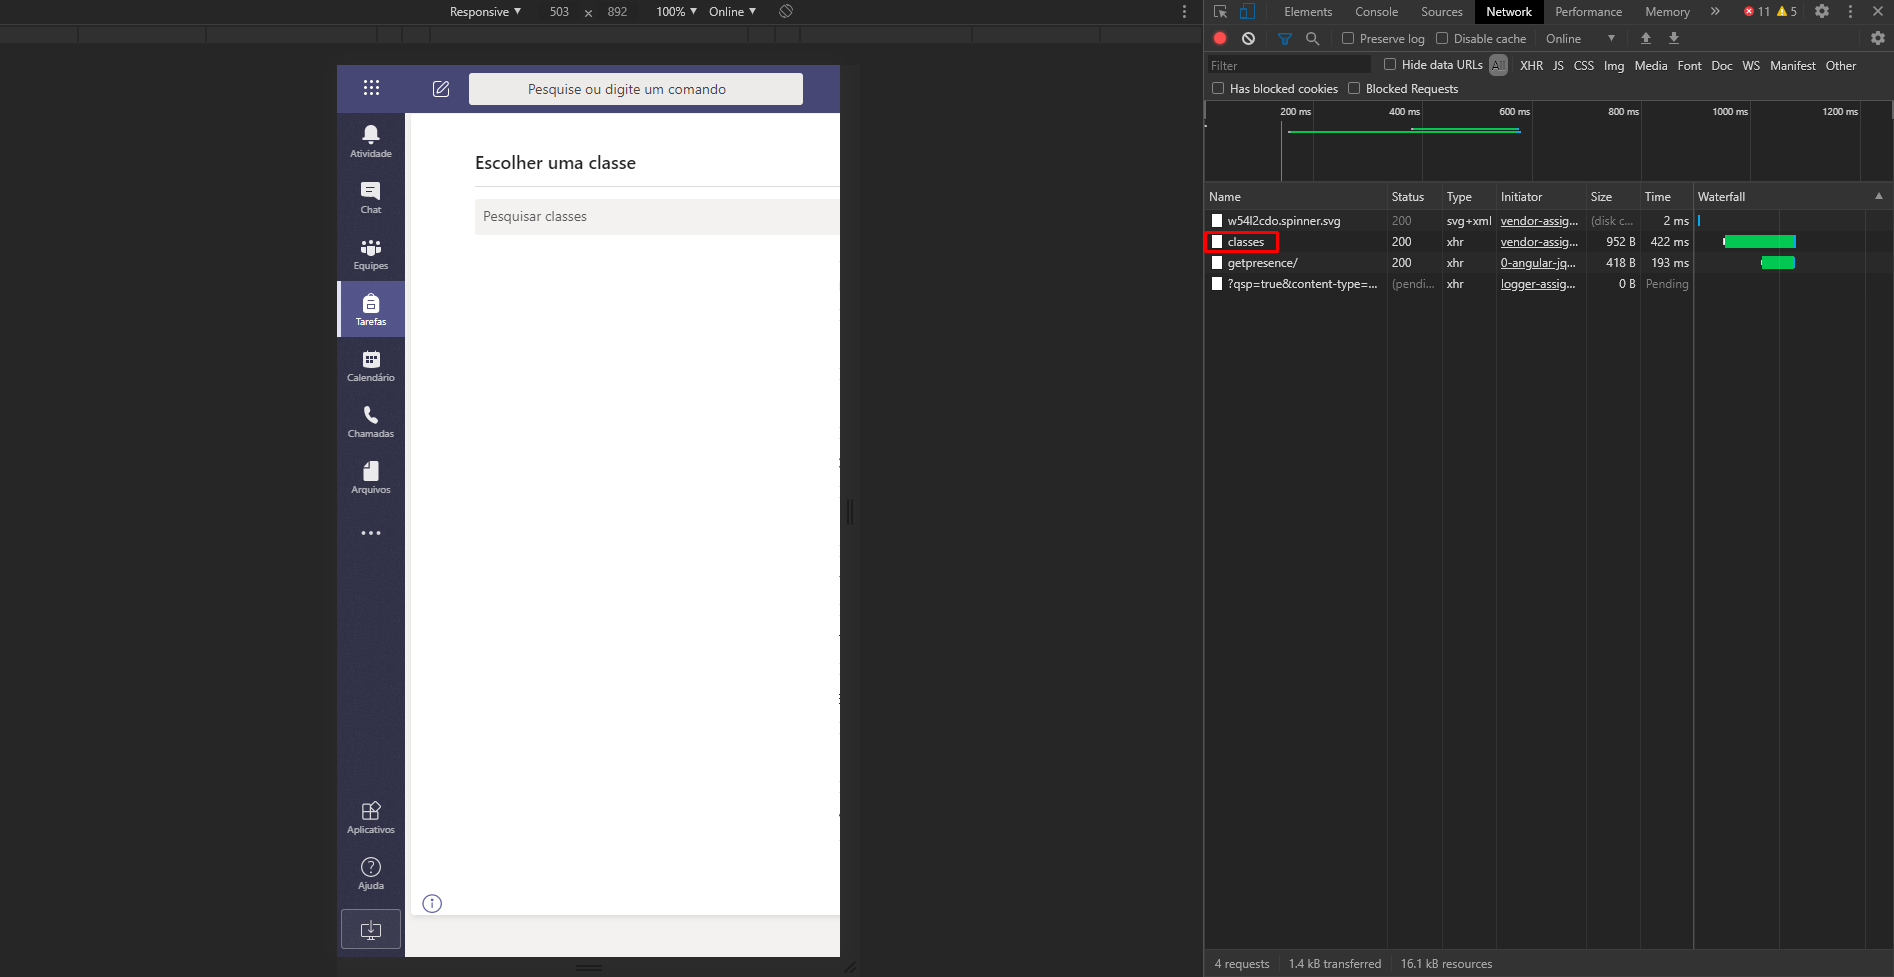 Responsive ▼ 503 × 892 100% ▼ Online ▼
Pesquise ou digite um comando
Atividade
Chat
Equipes
Tarefas
Calendário
Chamadas
Arquivos
Aplicativos
Ajuda
Escolher uma classe
Pesquisar classes
Elements Console Sources Network Performance Memory » 11 5
Preserve log Disable cache Online ▼
Filter Hide data URLs All XHR JS CSS Img Media Font Doc WS Manifest Other
Has blocked cookies Blocked Requests
200 ms 400 ms 600 ms 800 ms 1000 ms 1200 ms
Name Status Type Initiator Size Time Waterfall ▲
w54l2cdo.spinner.svg 200 svg+xml vendor-assig... (disk c... 2 ms
classes 200 xhr vendor-assig... 952 B 422 ms
getpresence/ 200 xhr 0-angular-jq... 418 B 193 ms
?qsp=true&content-type=... (pendi... xhr logger-assig... 0 B Pending
4 requests 1.4 kB transferred 16.1 kB resources